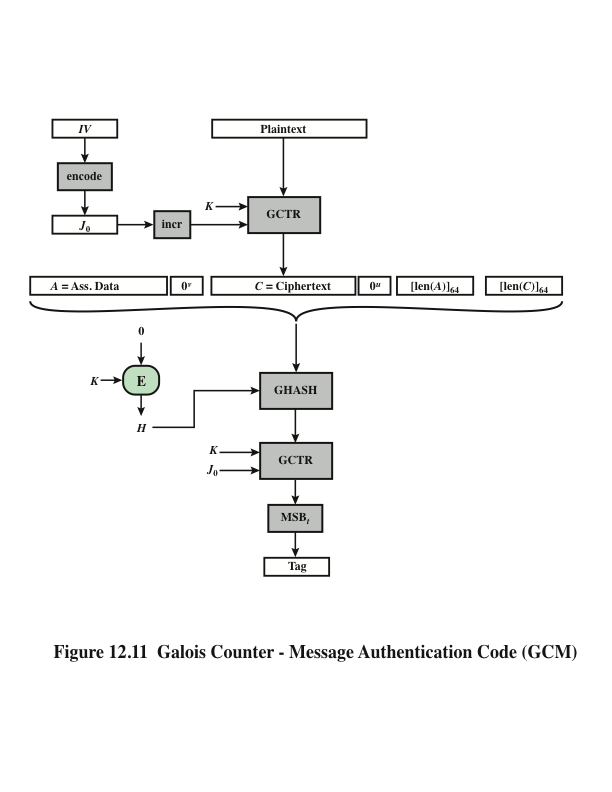 IV
Plaintext
encode
K
GCTR
J0
incr
A = Ass. Data
0v
C = Ciphertext
0u
[len(A)]64
[len(C)]64
0
K
E
GHASH
H
K
GCTR
J0
MSBt
Tag
Figure 12.11 Galois Counter - Message Authentication Code (GCM)